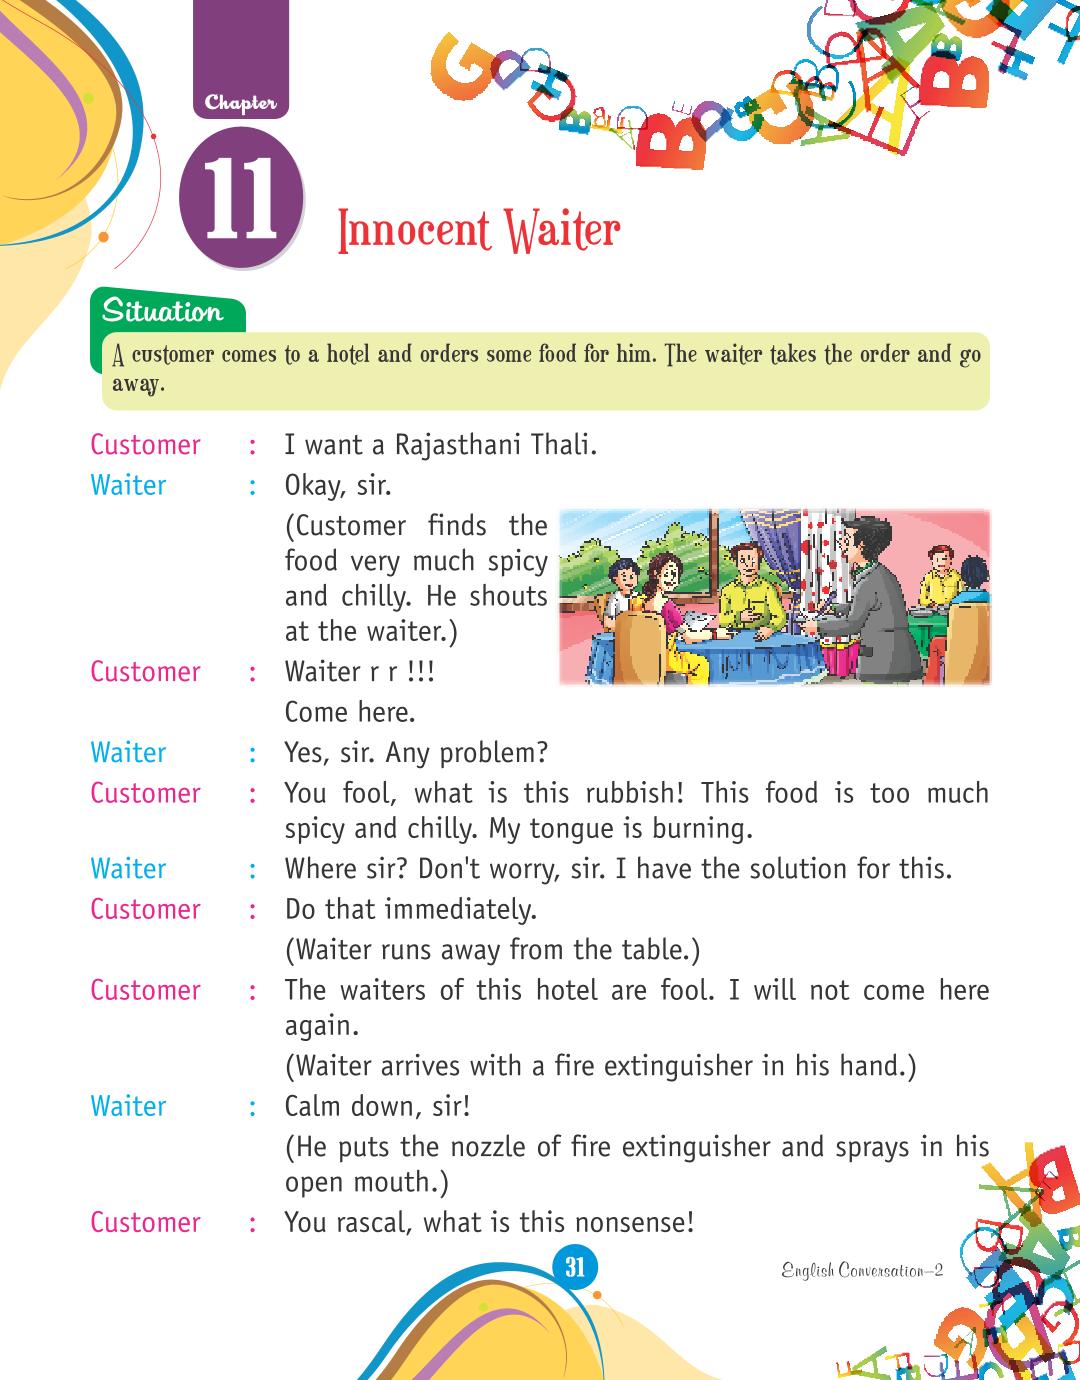 Chapter
11
Innocent Waiter
Situation
A customer comes to a hotel and orders some food for him. The waiter takes the order and go
away.
Customer : I want a Rajasthani Thali.
Waiter : Okay, sir.
(Customer finds the
food very much spicy
and chilly. He shouts
at the waiter.)
Customer : Waiter r r !!!
Come here.
Waiter : Yes, sir. Any problem?
Customer : You fool, what is this rubbish! This food is too much
spicy and chilly. My tongue is burning.
Waiter : Where sir? Don't worry, sir. I have the solution for this.
Customer : Do that immediately.
(Waiter runs away from the table.)
Customer : The waiters of this hotel are fool. I will not come here
again.
(Waiter arrives with a fire extinguisher in his hand.)
Waiter : Calm down, sir!
(He puts the nozzle of fire extinguisher and sprays in his
open mouth.)
Customer : You rascal, what is this nonsense!
31
English Conversation–2